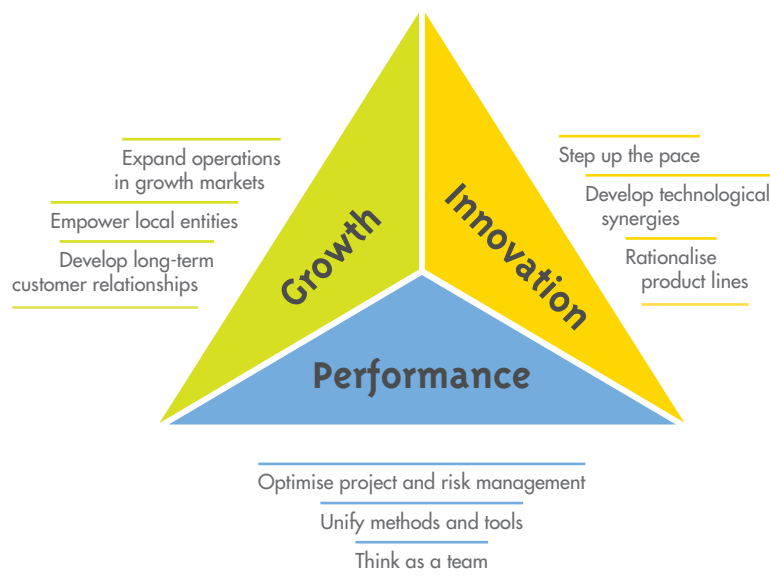 Expand operations
in growth markets
Empower local entities
Develop long-term
customer relationships
Growth
Innovation
Step up the pace
Develop technological
synergies
Rationalise
product lines
Performance
Optimise project and risk management
Unify methods and tools
Think as a team